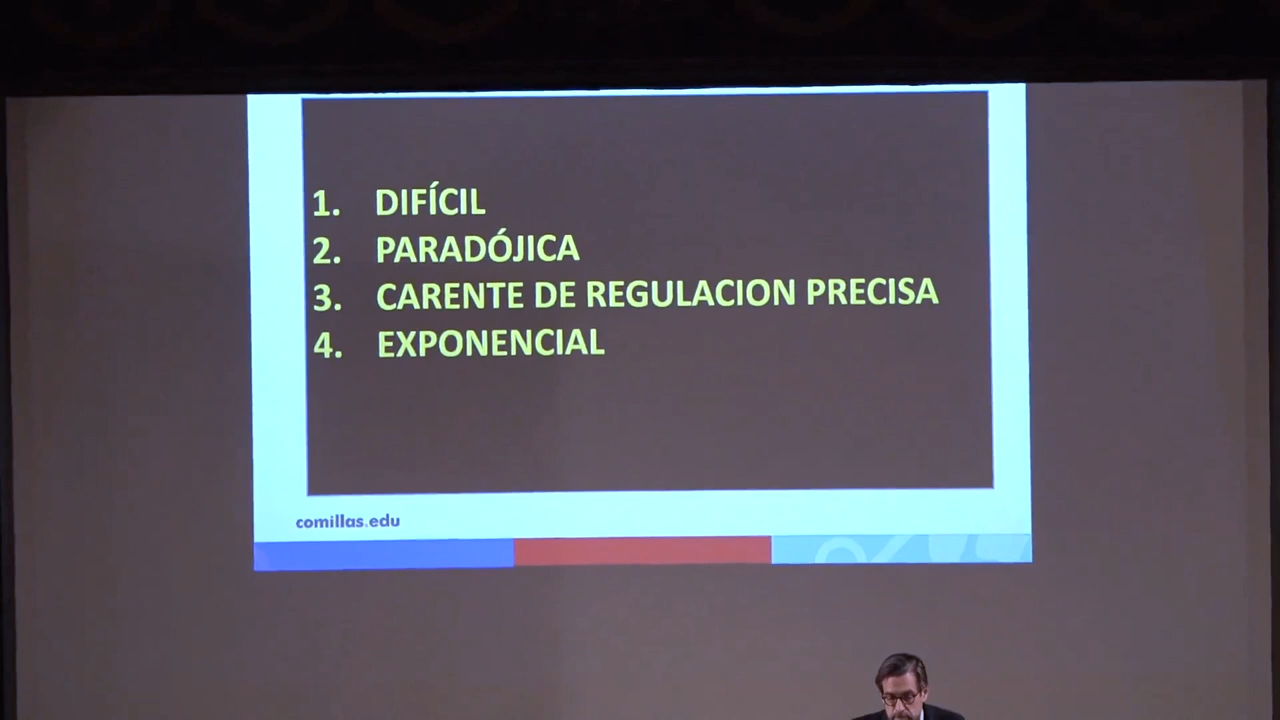 1. DIFÍCIL
2. PARADÓJICA
3. CARENTE DE REGULACION PRECISA
4. EXPONENCIAL
comillas.edu